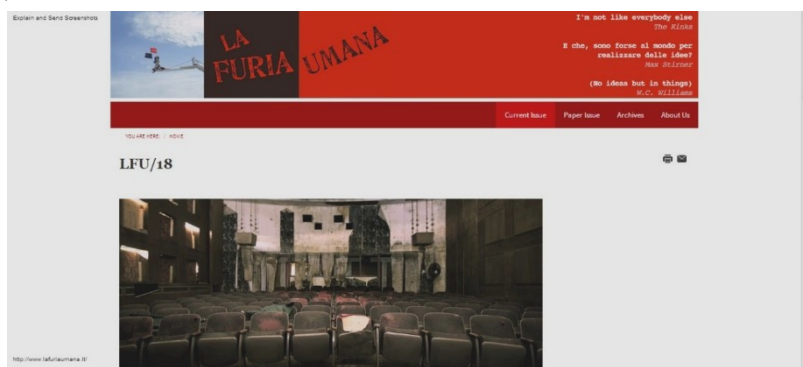 Explain and Send Screenshots
LA
FURIA UMANA
I'm not like everybody else
The Kinks
E che, sono forse al mondo per
realizzare delle idee?
Max Stirner
(No ideas but in things)
W.C. Williams
Current Issue Paper Issue Archives About Us
YOU ARE HERE: / HOME
LFU/18
http://www.lafuriaumana.it/